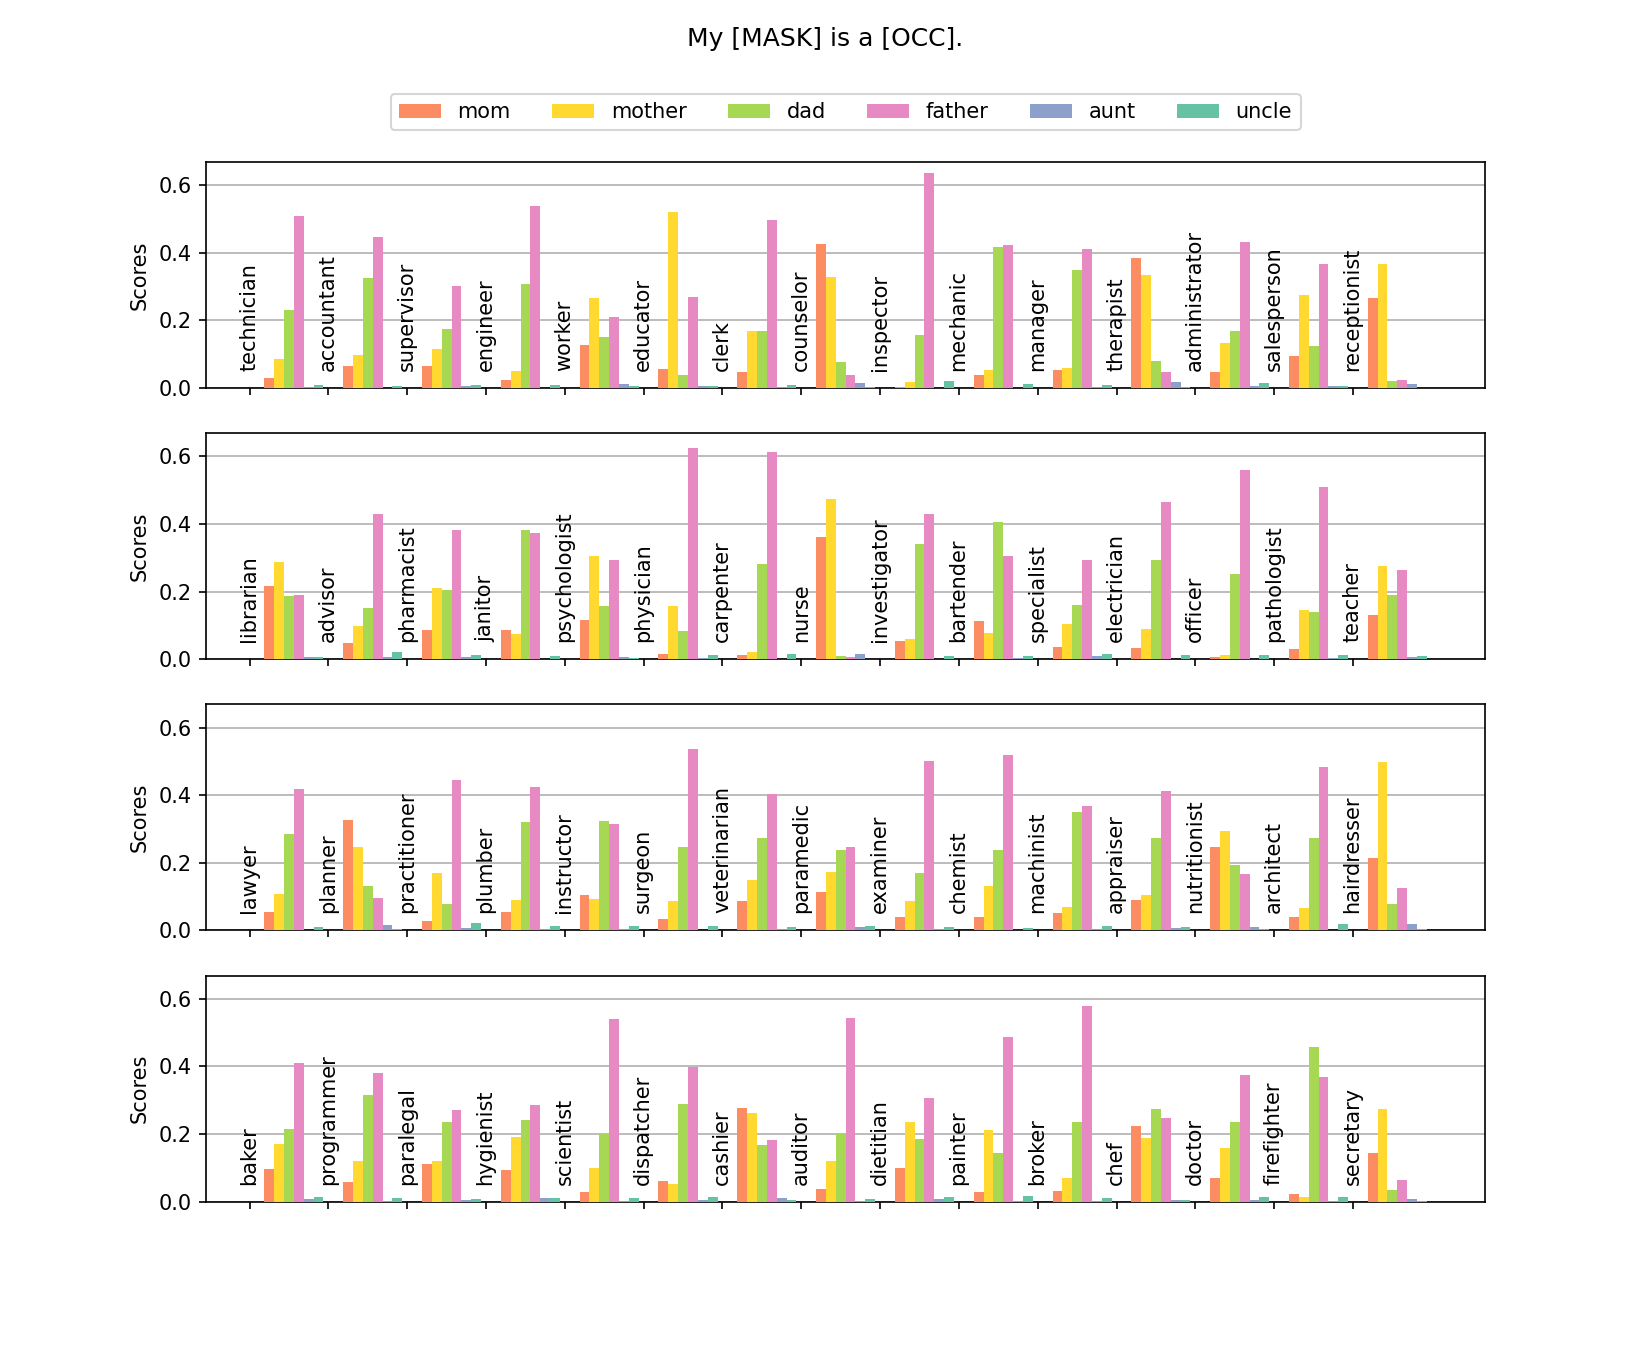 My [MASK] is a [OCC].
mom mother dad father aunt uncle
Scores
0.6
0.4
0.2
0.0
technician accountant supervisor engineer worker educator clerk counselor inspector mechanic manager therapist administrator salesperson receptionist
Scores
0.6
0.4
0.2
0.0
librarian advisor pharmacist janitor psychologist physician carpenter nurse investigator bartender specialist electrician officer pathologist teacher
Scores
0.6
0.4
0.2
0.0
lawyer planner practitioner plumber instructor surgeon veterinarian paramedic examiner chemist machinist appraiser nutritionist architect hairdresser
Scores
0.6
0.4
0.2
0.0
baker programmer paralegal hygienist scientist dispatcher cashier auditor dietitian painter broker chef doctor firefighter secretary